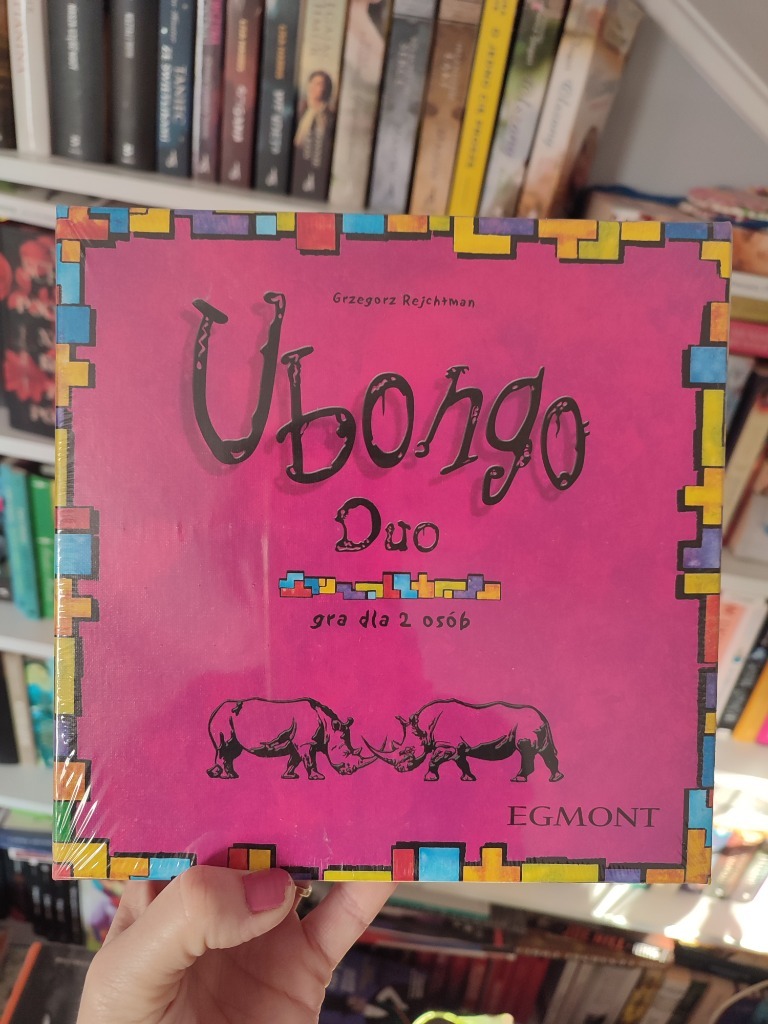 Grzegorz Rejchtman
Ubongo
Duo
gra dla 2 osób
EGMONT